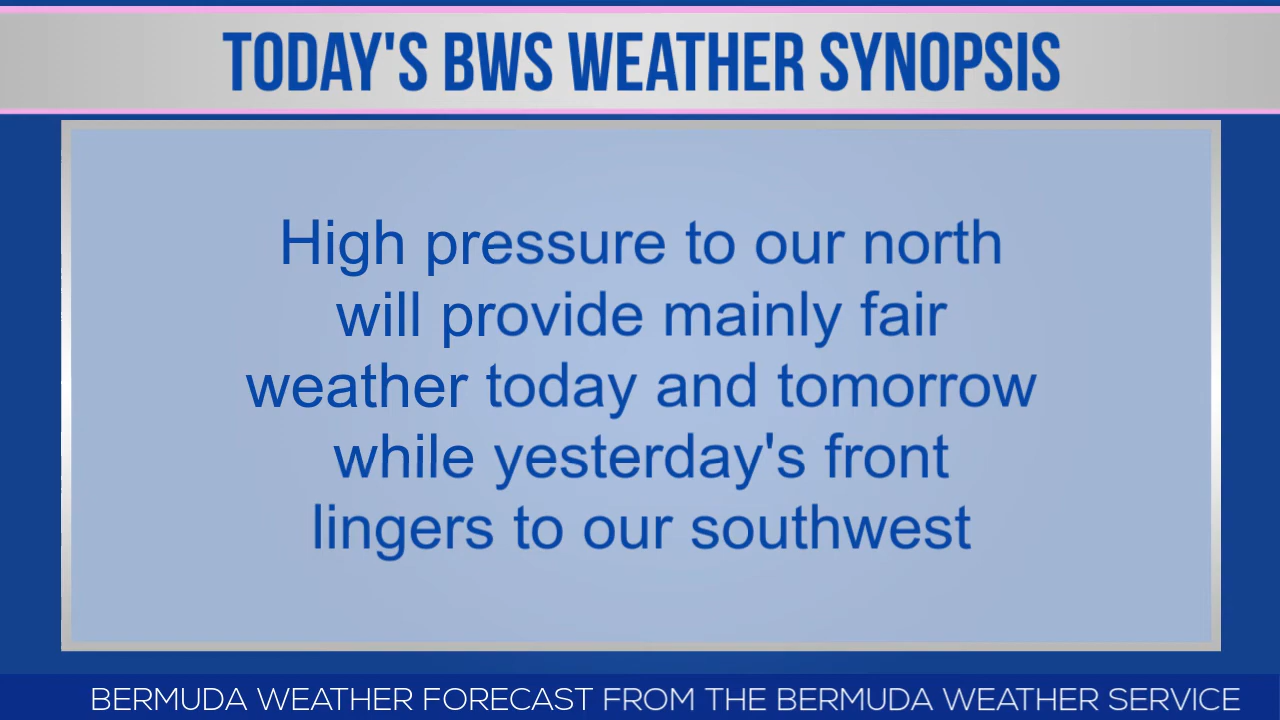 TODAY'S BWS WEATHER SYNOPSIS
High pressure to our north
will provide mainly fair
weather today and tomorrow
while yesterday's front
lingers to our southwest
BERMUDA WEATHER FORECAST FROM THE BERMUDA WEATHER SERVICE